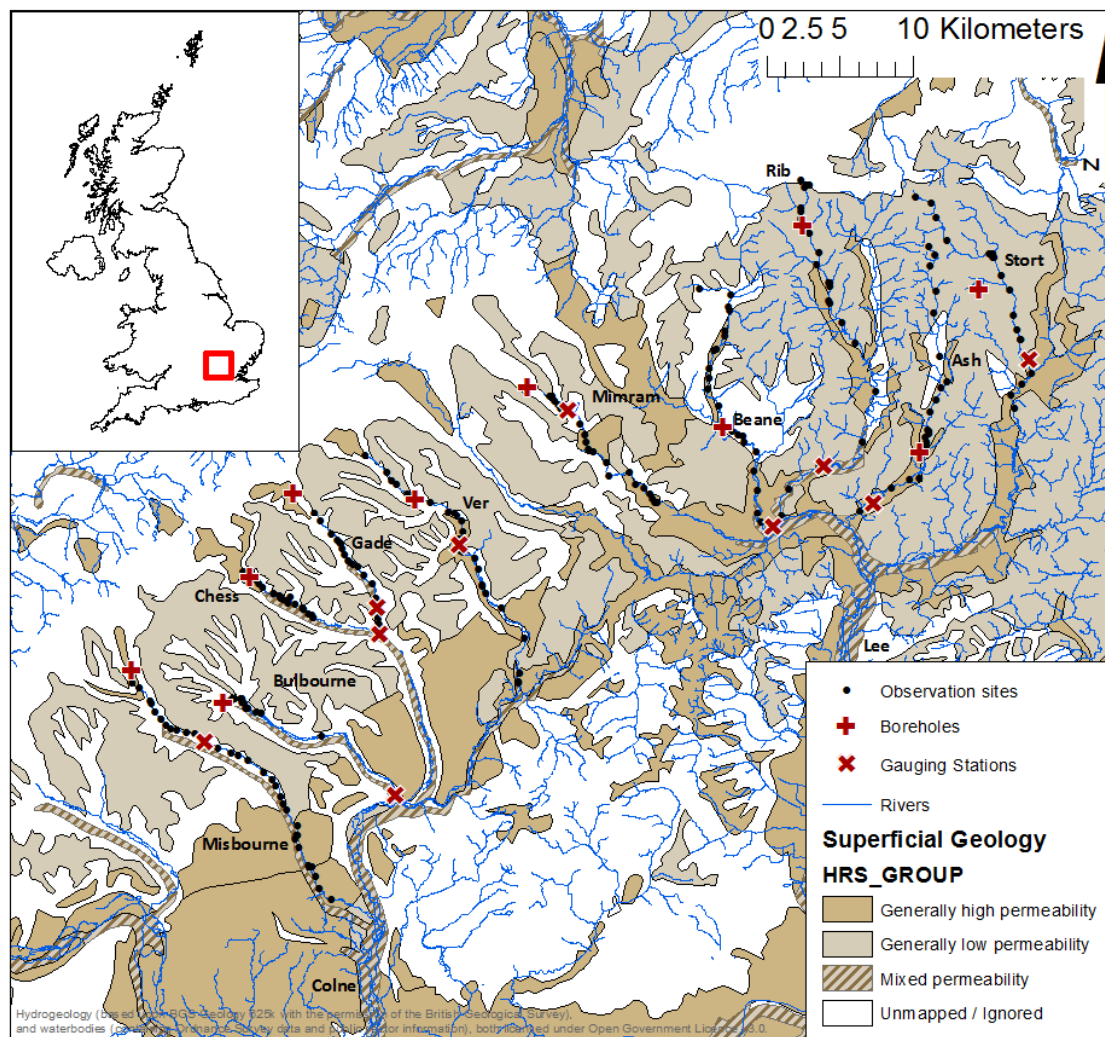 0 2.5 5 10 Kilometers
N
Rib
Stort
Ash
Mimram
Beane
Ver
Gade
Chess
Lee
Bulbourne
Misbourne
Colne
Observation sites
Boreholes
Gauging Stations
Rivers
Superficial Geology
HRS_GROUP
Generally high permeability
Generally low permeability
Mixed permeability
Unmapped / Ignored
Hydrogeology (based upon BGS Geology 625k with the permission of the British Geological Survey),
and waterbodies (containing Ordnance Survey data and public sector information), both licensed under Open Government Licence v3.0.